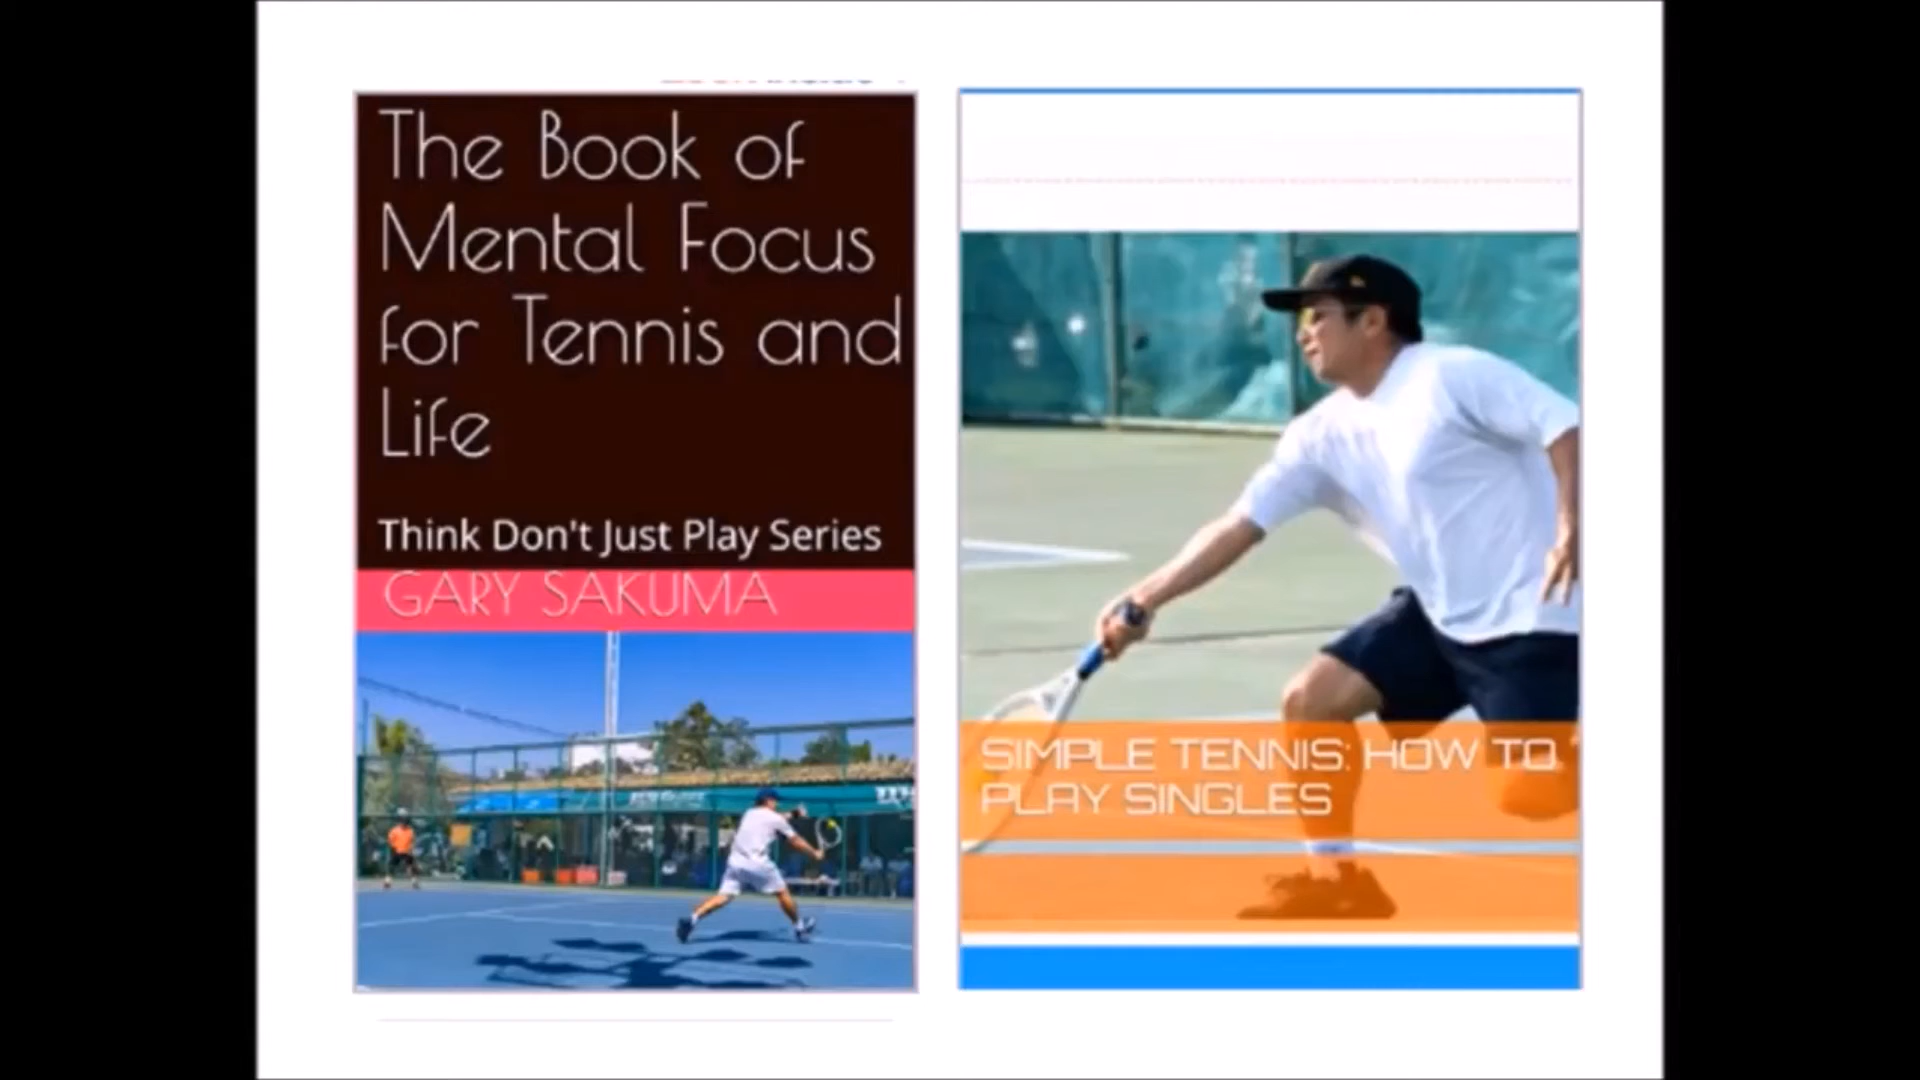 The Book of
Mental Focus
for Tennis and
Life
Think Don't Just Play Series
GARY SAKUMA
SIMPLE TENNIS: HOW TO
PLAY SINGLES